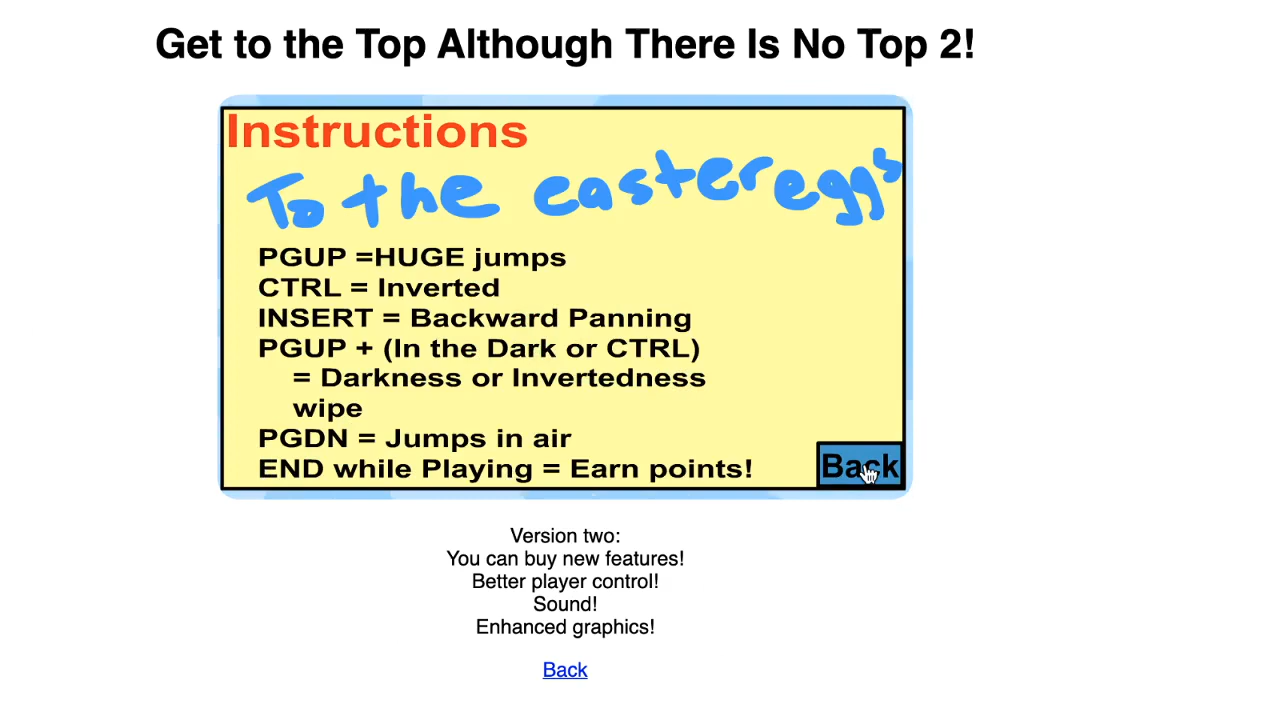 Get to the Top Although There Is No Top 2!
Instructions
To the easter eggs
PGUP =HUGE jumps
CTRL = Inverted
INSERT = Backward Panning
PGUP + (In the Dark or CTRL)
= Darkness or Invertedness
wipe
PGDN = Jumps in air
END while Playing = Earn points!
Back
Version two:
You can buy new features!
Better player control!
Sound!
Enhanced graphics!
Back